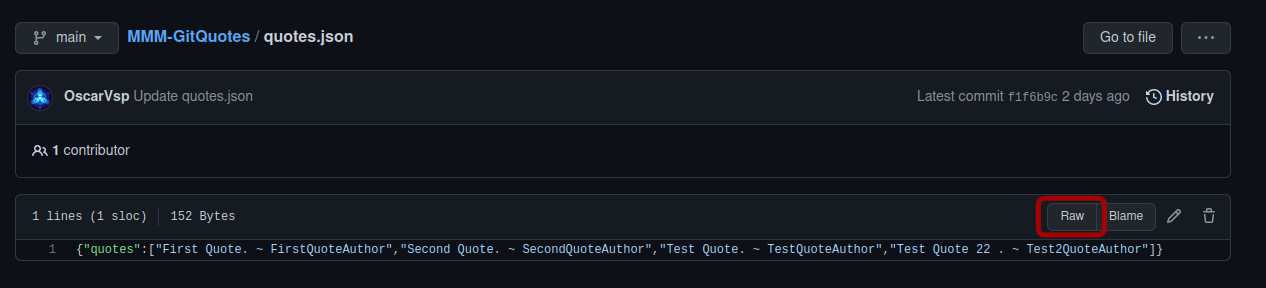 main MMM-GitQuotes / quotes.json Go to file ...
OscarVsp Update quotes.json Latest commit f1f6b9c 2 days ago History
1 contributor
1 lines (1 sloc) 152 Bytes Raw Blame
1 {"quotes":["First Quote. ~ FirstQuoteAuthor","Second Quote. ~ SecondQuoteAuthor","Test Quote. ~ TestQuoteAuthor","Test Quote 22 . ~ Test2QuoteAuthor"]}